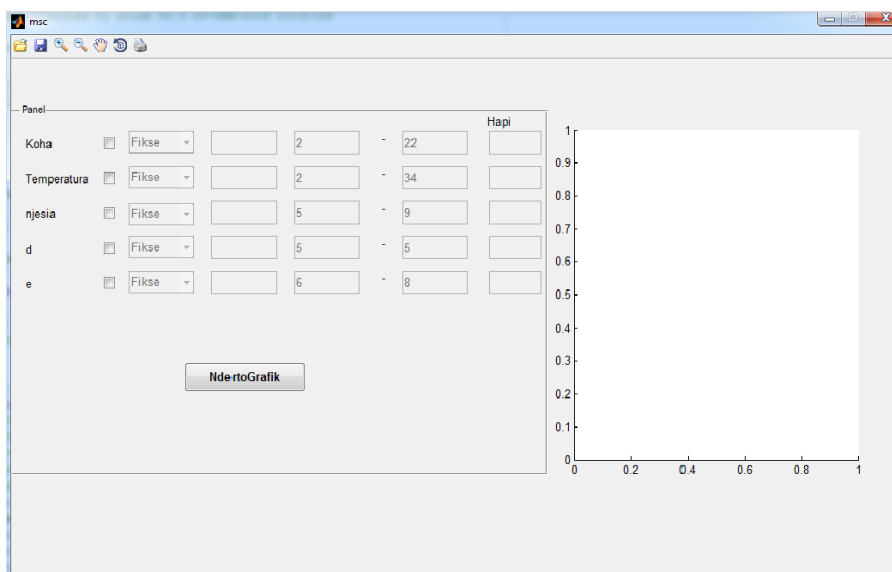 msc
Panel
Hapi
Koha Fikse 2 - 22
Temperatura Fikse 2 - 34
njesia Fikse 5 - 9
d Fikse 5 - 5
e Fikse 6 - 8
NdertoGrafik
1
0.9
0.8
0.7
0.6
0.5
0.4
0.3
0.2
0.1
0
0 0.2 0.4 0.6 0.8 1